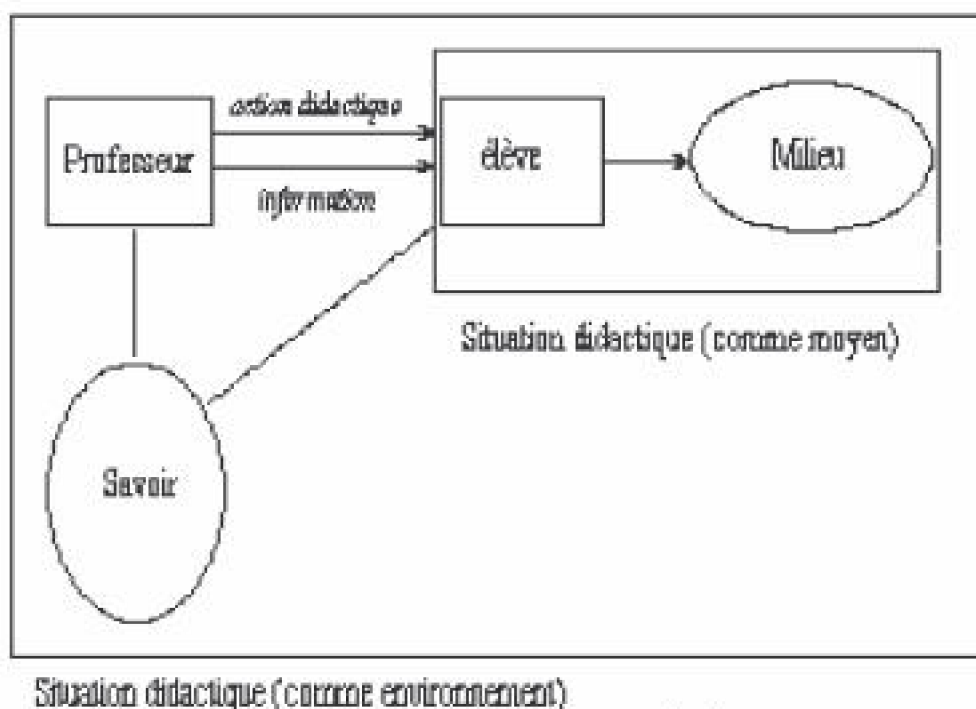 action didactique
Professeur
élève
Milieu
information
Situation didactique (comme moyen)
Savoir
Situation didactique (comme environnement)